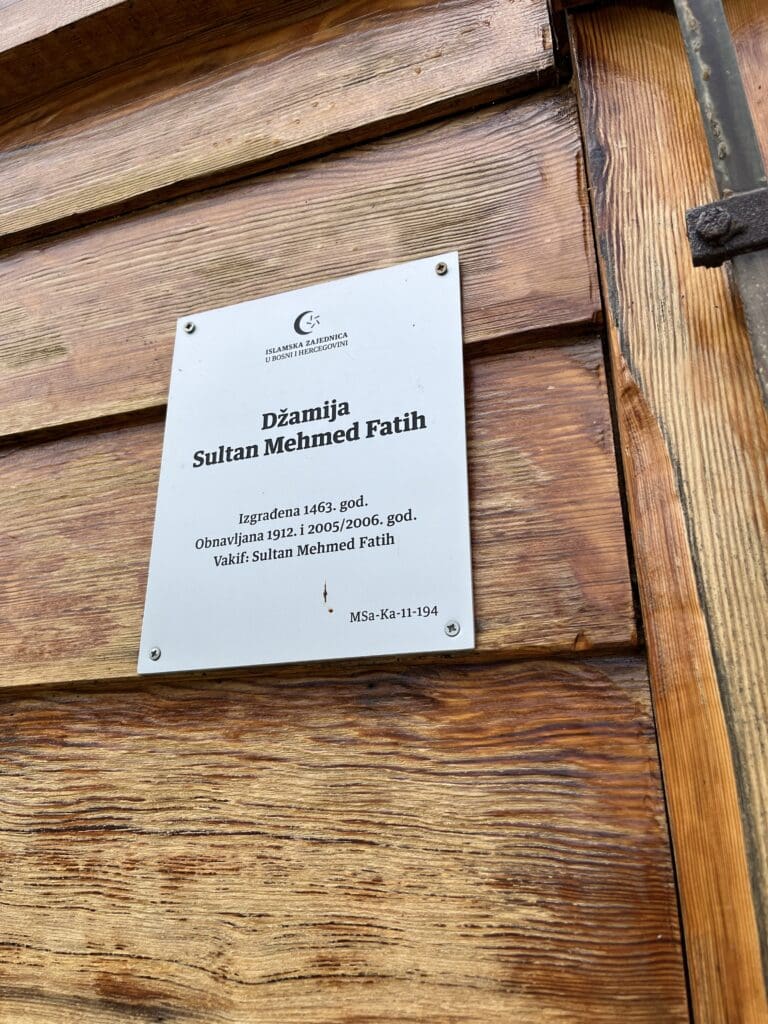 ISLAMSKA ZAJEDNICA
U BOSNI I HERCEGOVINI
Džamija
Sultan Mehmed Fatih
Izgrađena 1463. god.
Obnavljana 1912. i 2005/2006. god.
Vakif: Sultan Mehmed Fatih
MSa-Ka-11-194